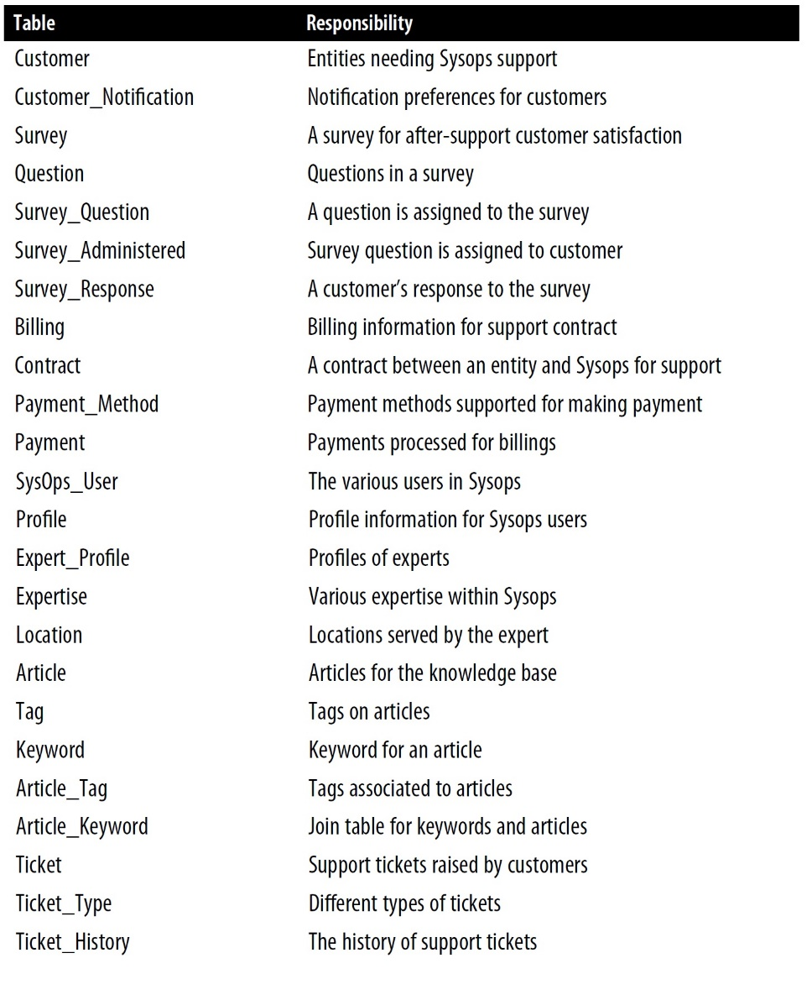 Table Responsibility
Customer Entities needing Sysops support
Customer_Notification Notification preferences for customers
Survey A survey for after-support customer satisfaction
Question Questions in a survey
Survey_Question A question is assigned to the survey
Survey_Administered Survey question is assigned to customer
Survey_Response A customer’s response to the survey
Billing Billing information for support contract
Contract A contract between an entity and Sysops for support
Payment_Method Payment methods supported for making payment
Payment Payments processed for billings
SysOps_User The various users in Sysops
Profile Profile information for Sysops users
Expert_Profile Profiles of experts
Expertise Various expertise within Sysops
Location Locations served by the expert
Article Articles for the knowledge base
Tag Tags on articles
Keyword Keyword for an article
Article_Tag Tags associated to articles
Article_Keyword Join table for keywords and articles
Ticket Support tickets raised by customers
Ticket_Type Different types of tickets
Ticket_History The history of support tickets